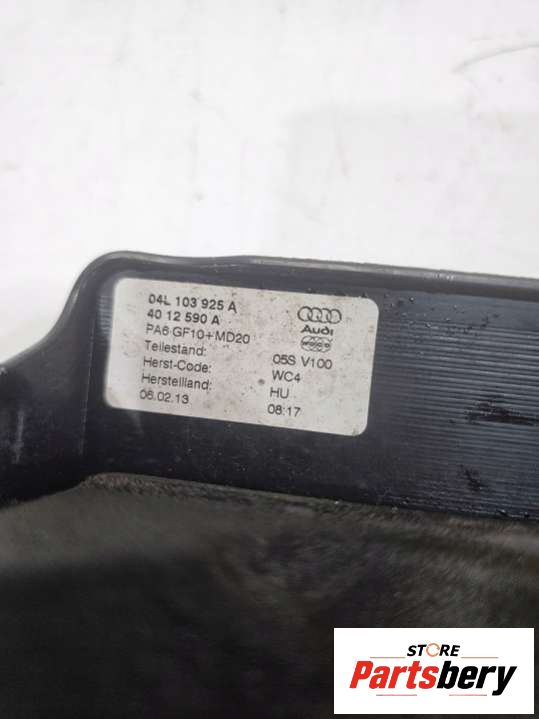 04L 103 925 A
40 12 590 A
PA6 GF10+MD20
Audi
Teilestand: 05S V100
Herst-Code: WC4
Herstellland: HU
06.02.13 08:17
STORE
Partsbery